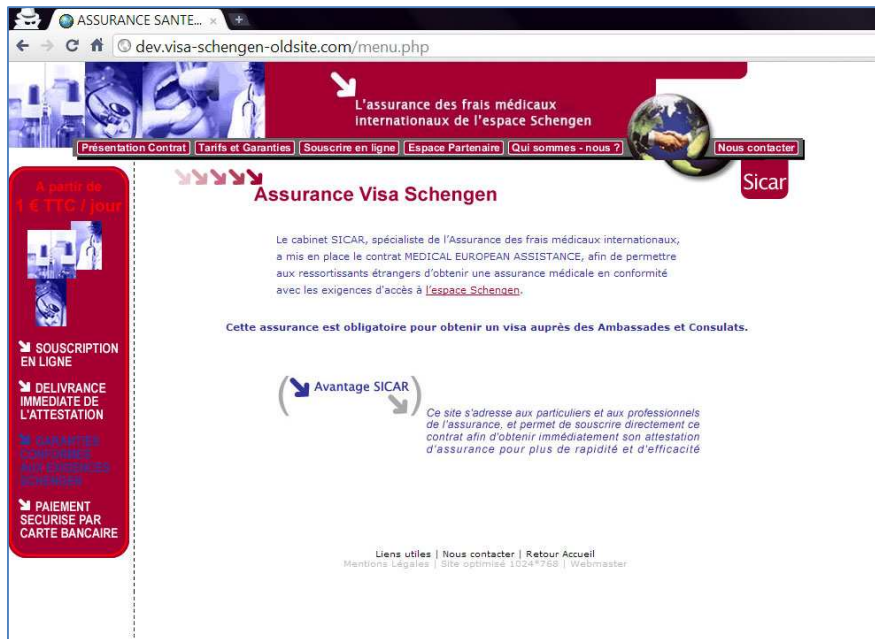 ASSURANCE SANTE...
dev.visa-schengen-oldsite.com/menu.php
L'assurance des frais médicaux
internationaux de l'espace Schengen
Présentation Contrat Tarifs et Garanties Souscrire en ligne Espace Partenaire Qui sommes - nous ? Nous contacter
Sicar
A partir de
1 € TTC / jour
SOUSCRIPTION
EN LIGNE
DELIVRANCE
IMMEDIATE DE
L'ATTESTATION
GARANTIES
CONFORMES
AUX EXIGENCES
SCHENGEN
PAIEMENT
SECURISE PAR
CARTE BANCAIRE
Assurance Visa Schengen
Le cabinet SICAR, spécialiste de l'Assurance des frais médicaux internationaux,
a mis en place le contrat MEDICAL EUROPEAN ASSISTANCE, afin de permettre
aux ressortissants étrangers d'obtenir une assurance médicale en conformité
avec les exigences d'accès à l'espace Schengen.
Cette assurance est obligatoire pour obtenir un visa auprès des Ambassades et Consulats.
Avantage SICAR
Ce site s'adresse aux particuliers et aux professionnels
de l'assurance, et permet de souscrire directement ce
contrat afin d'obtenir immédiatement son attestation
d'assurance pour plus de rapidité et d'efficacité
Liens utiles | Nous contacter | Retour Accueil
Mentions Légales | Site optimisé 1024*768 | Webmaster